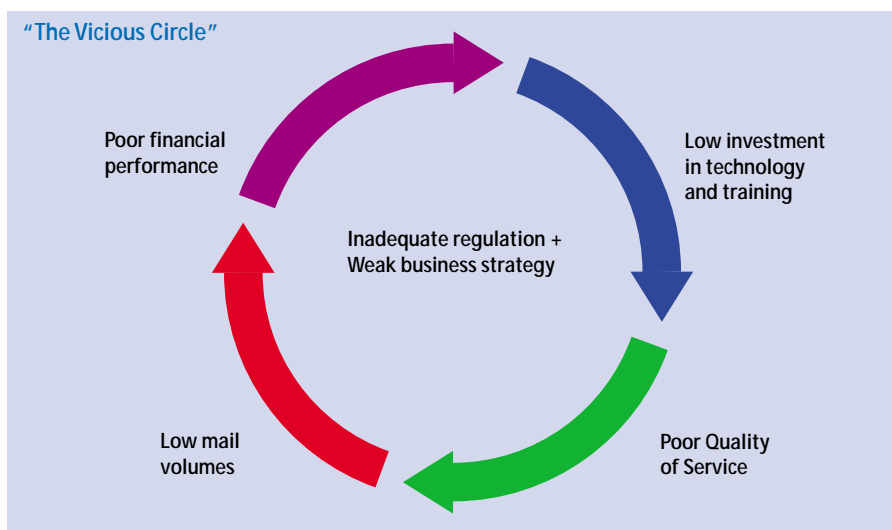 "The Vicious Circle"
Poor financial
performance
Low investment
in technology
and training
Inadequate regulation +
Weak business strategy
Low mail
volumes
Poor Quality
of Service